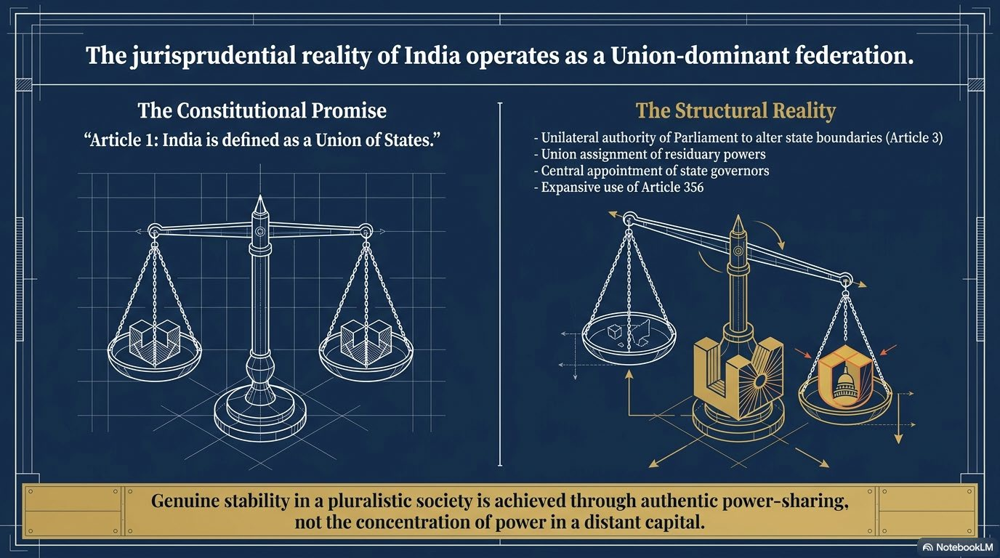 The jurisprudential reality of India operates as a Union-dominant federation.
The Constitutional Promise
“Article 1: India is defined as a Union of States.”
The Structural Reality
- Unilateral authority of Parliament to alter state boundaries (Article 3)
- Union assignment of residuary powers
- Central appointment of state governors
- Expansive use of Article 356
Genuine stability in a pluralistic society is achieved through authentic power-sharing,
not the concentration of power in a distant capital.
NotebookLM